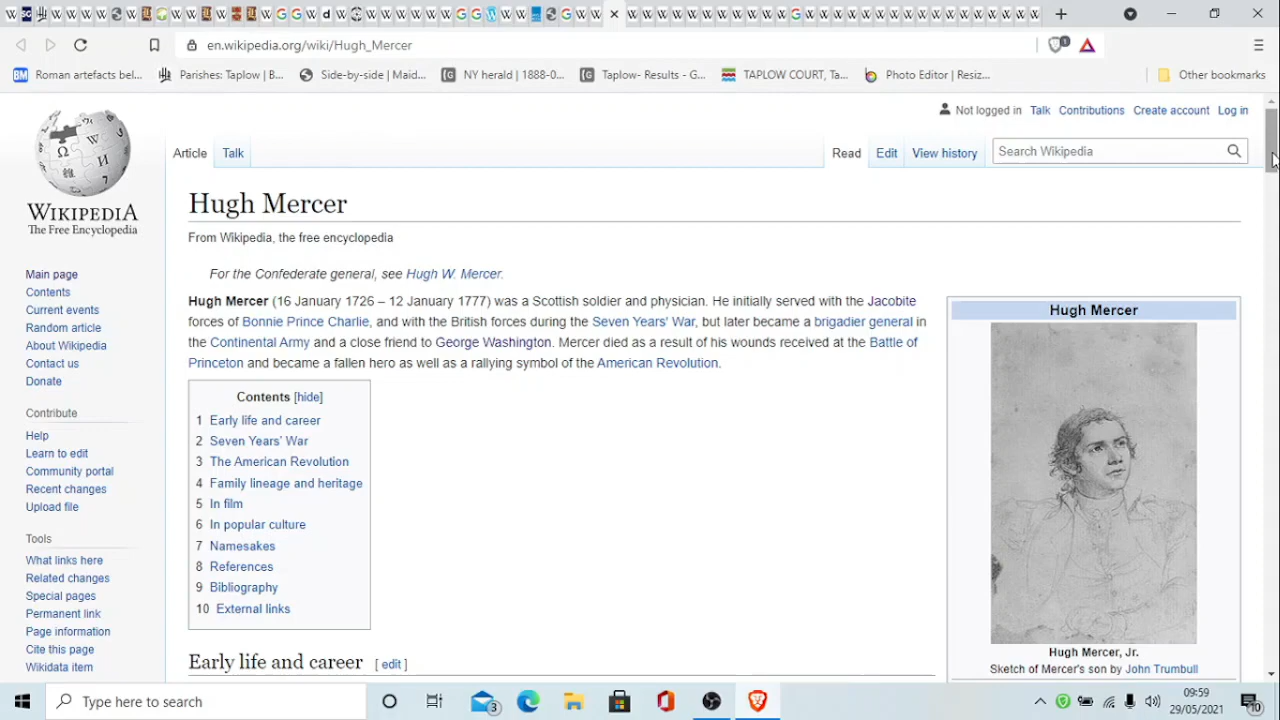 en.wikipedia.org/wiki/Hugh_Mercer
1
BM Roman artefacts bel...
Parishes: Taplow | B...
Side-by-side | Maid...
NY herald | 1888-0...
Taplow- Results - G...
TAPLOW COURT, Ta...
Photo Editor | Resiz...
Other bookmarks
Not logged in Talk Contributions Create account Log in
Article Talk Read Edit View history Search Wikipedia
WIKIPEDIA
The Free Encyclopedia
Main page
Contents
Current events
Random article
About Wikipedia
Contact us
Donate
Contribute
Help
Learn to edit
Community portal
Recent changes
Upload file
Tools
What links here
Related changes
Special pages
Permanent link
Page information
Cite this page
Wikidata item
Hugh Mercer
From Wikipedia, the free encyclopedia
For the Confederate general, see Hugh W. Mercer.
Hugh Mercer (16 January 1726 – 12 January 1777) was a Scottish soldier and physician. He initially served with the Jacobite
forces of Bonnie Prince Charlie, and with the British forces during the Seven Years' War, but later became a brigadier general in
the Continental Army and a close friend to George Washington. Mercer died as a result of his wounds received at the Battle of
Princeton and became a fallen hero as well as a rallying symbol of the American Revolution.
Contents [hide]
1 Early life and career
2 Seven Years' War
3 The American Revolution
4 Family lineage and heritage
5 In film
6 In popular culture
7 Namesakes
8 References
9 Bibliography
10 External links
Early life and career [ edit ]
Hugh Mercer
Hugh Mercer, Jr.
Sketch of Mercer's son by John Trumbull
Type here to search
3
09:59
29/05/2021
10